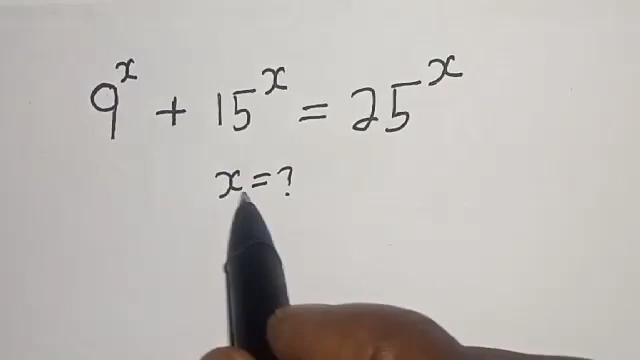 9^x + 15^x = 25^x
x = ?